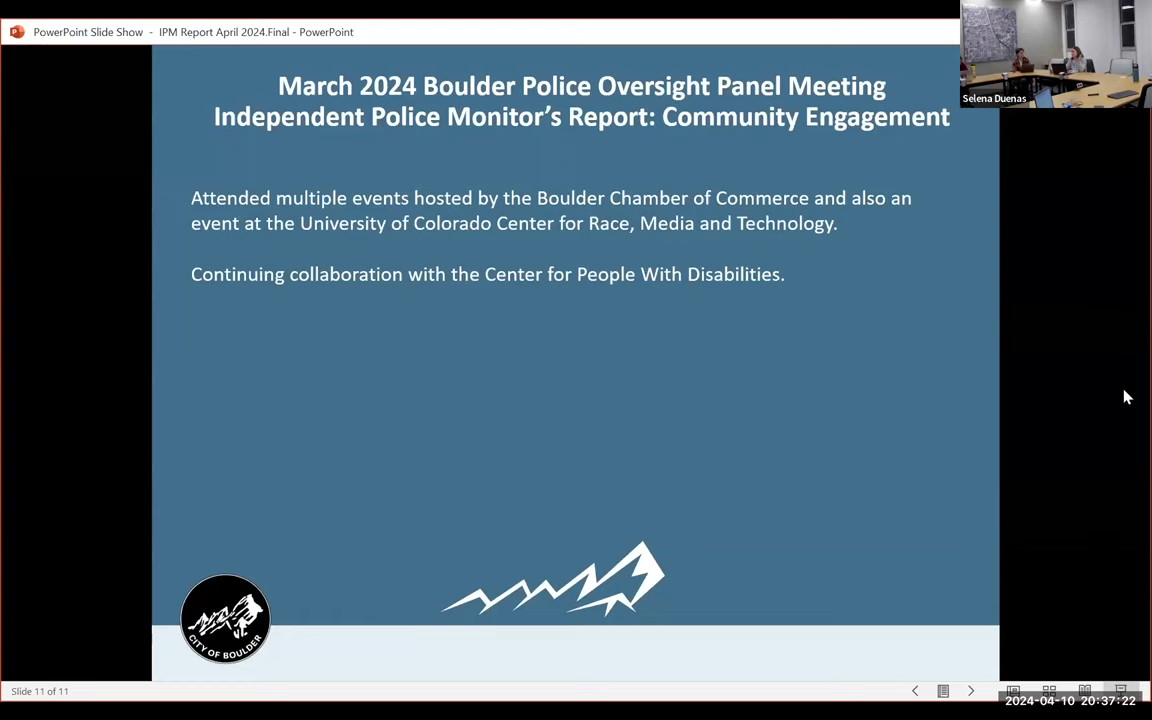 PowerPoint Slide Show - IPM Report April 2024.Final - PowerPoint
Selena Duenas
March 2024 Boulder Police Oversight Panel Meeting
Independent Police Monitor's Report: Community Engagement
Attended multiple events hosted by the Boulder Chamber of Commerce and also an
event at the University of Colorado Center for Race, Media and Technology.
Continuing collaboration with the Center for People With Disabilities.
CITY OF BOULDER
Slide 11 of 11
2024-04-10 20:37:22